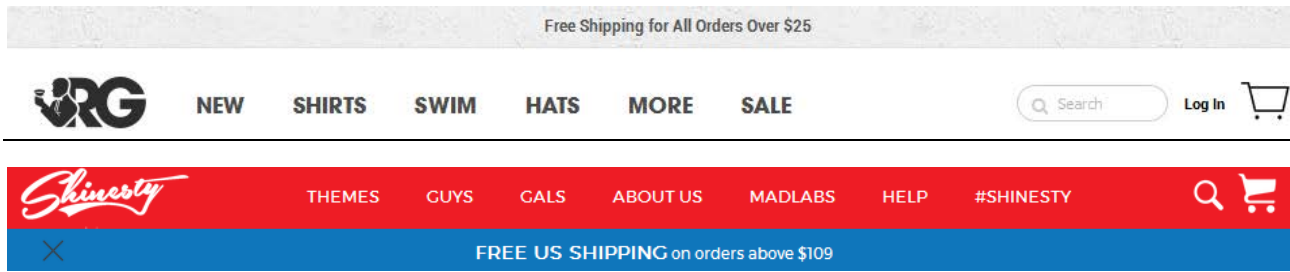 Free Shipping for All Orders Over $25
RG NEW SHIRTS SWIM HATS MORE SALE Search Log In
Shinesty THEMES GUYS GALS ABOUT US MADLABS HELP #SHINESTY
FREE US SHIPPING on orders above $109